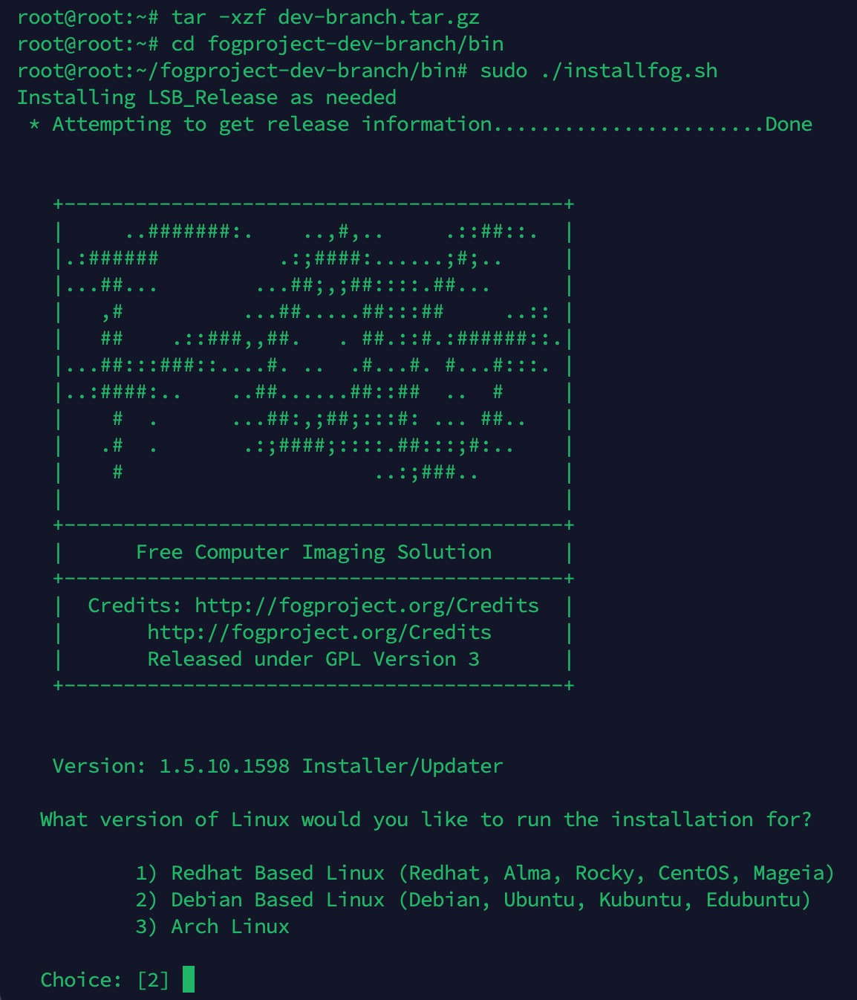 root@root:~# tar -xzf dev-branch.tar.gz
root@root:~# cd fogproject-dev-branch/bin
root@root:~/fogproject-dev-branch/bin# sudo ./installfog.sh
Installing LSB_Release as needed
 * Attempting to get release information.......................Done

   +------------------------------------------+
   |     ..#######:.    ..,#,..     .::##::.  |
   |.:######          .:;####:......;#;..     |
   |...##...        ...##;,;##::::.##...      |
   |   ,#          ...##.....##:::##     ..:: |
   |   ##    .::###,,##.   . ##.::#.:######::.|
   |...##:::###::....#. ..  .#...#. #...#:::. |
   |..:####:..    ..##......##::##  ..  #     |
   |    #  .      ...##:,;##;:::#: ... ##..   |
   |   .#  .       .:;####;::::.##:::;#:..    |
   |    #                     ..:;###..       |
   |                                          |
   +------------------------------------------+
   |      Free Computer Imaging Solution      |
   +------------------------------------------+
   |  Credits: http://fogproject.org/Credits  |
   |       http://fogproject.org/Credits      |
   |       Released under GPL Version 3       |
   +------------------------------------------+

   Version: 1.5.10.1598 Installer/Updater

  What version of Linux would you like to run the installation for?

          1) Redhat Based Linux (Redhat, Alma, Rocky, CentOS, Mageia)
          2) Debian Based Linux (Debian, Ubuntu, Kubuntu, Edubuntu)
          3) Arch Linux

  Choice: [2]